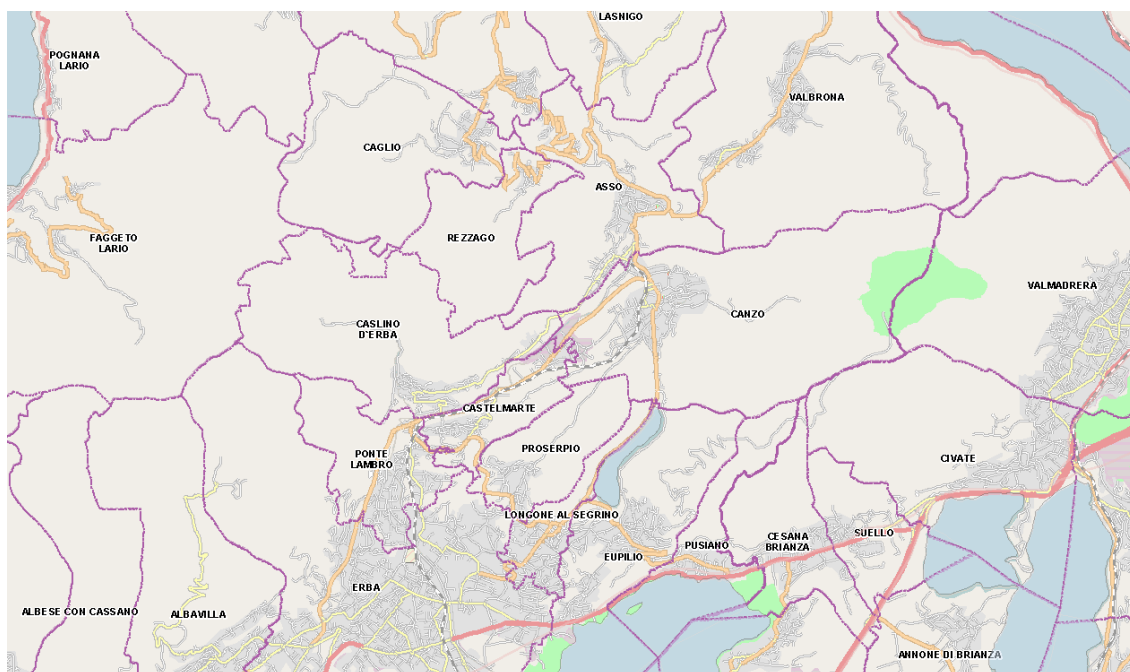 LASNIGO
POGNANA
LARIO
VALBRONA
CAGLIO
ASSO
REZZAGO
FAGGETO
LARIO
VALMADRERA
CANZO
CASLINO
D'ERBA
CASTELMARTE
PROSERPIO
PONTE
LAMBRO
CIVATE
LONGONE AL SEGRINO
SUELLO
CESANA
BRIANZA
PUSIANO
EUPILIO
ERBA
ALBESE CON CASSANO
ALBAVILLA
ANNONE DI BRIANZA